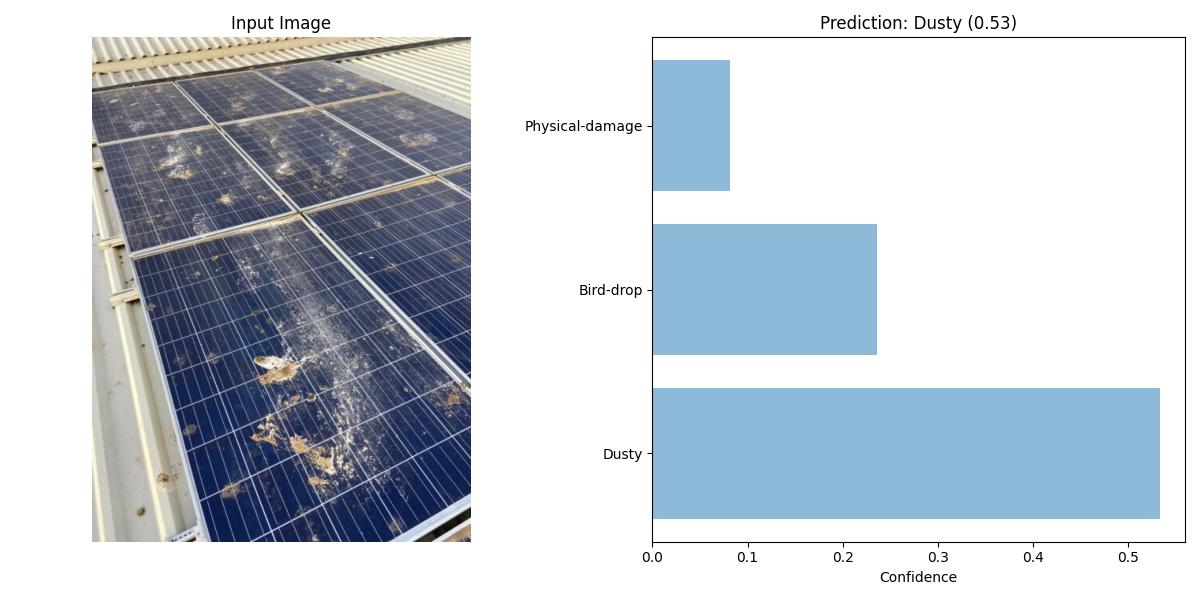 Input Image
Prediction: Dusty (0.53)
Physical-damage
Bird-drop
Dusty
0.0 0.1 0.2 0.3 0.4 0.5
Confidence